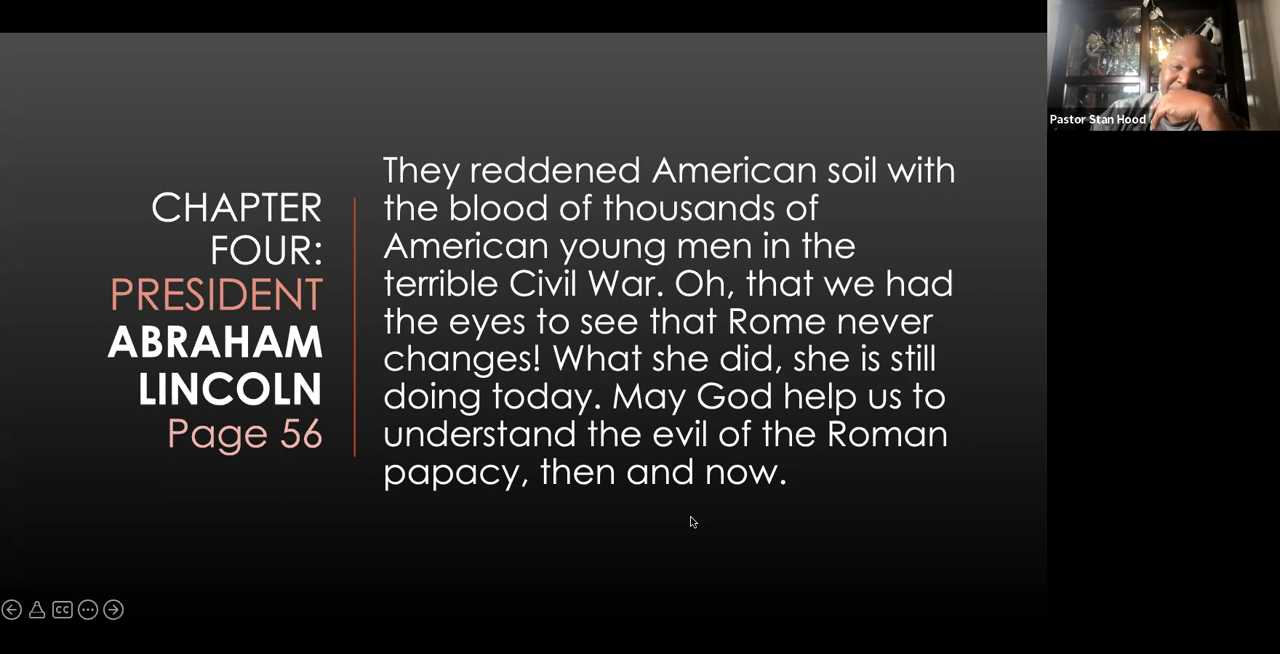 CHAPTER
FOUR:
PRESIDENT
ABRAHAM
LINCOLN
Page 56
They reddened American soil with
the blood of thousands of
American young men in the
terrible Civil War. Oh, that we had
the eyes to see that Rome never
changes! What she did, she is still
doing today. May God help us to
understand the evil of the Roman
papacy, then and now.
Pastor Stan Hood
CC